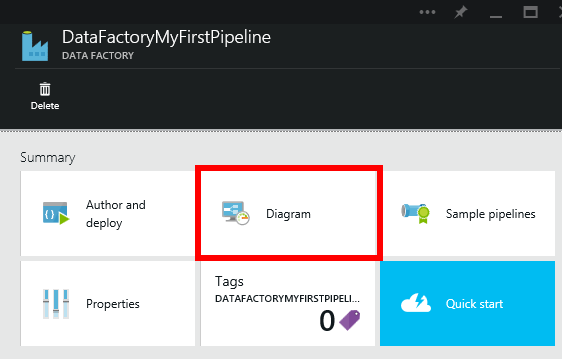 DataFactoryMyFirstPipeline
DATA FACTORY
Delete
Summary
Author and
deploy
Diagram
Sample pipelines
Properties
Tags
DATAFACTORYMYFIRSTPIPELI...
0
Quick start